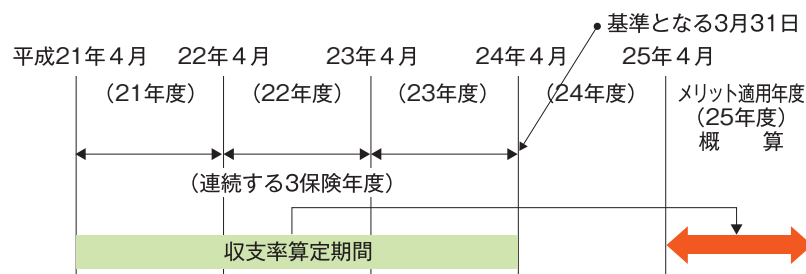 基準となる3月31日
平成21年4月 22年4月 23年4月 24年4月 25年4月
(21年度) (22年度) (23年度) (24年度) メリット適用年度
(25年度)
概 算
(連続する3保険年度)
収支率算定期間